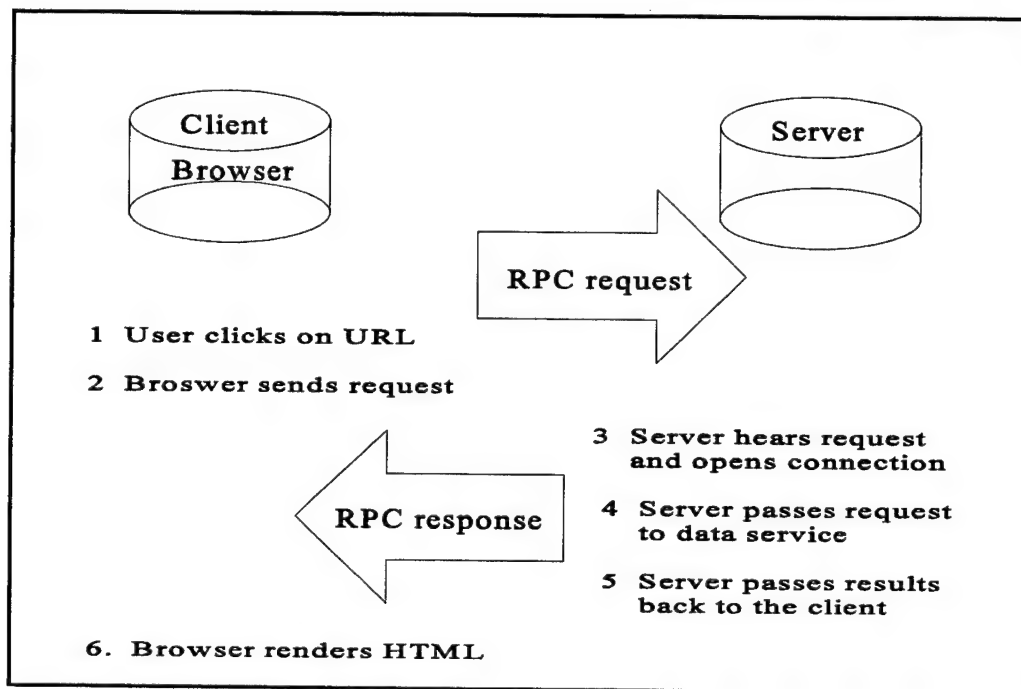 Client
Browser
Server
RPC request
1 User clicks on URL
2 Broswer sends request
3 Server hears request
and opens connection
RPC response
4 Server passes request
to data service
5 Server passes results
back to the client
6. Browser renders HTML